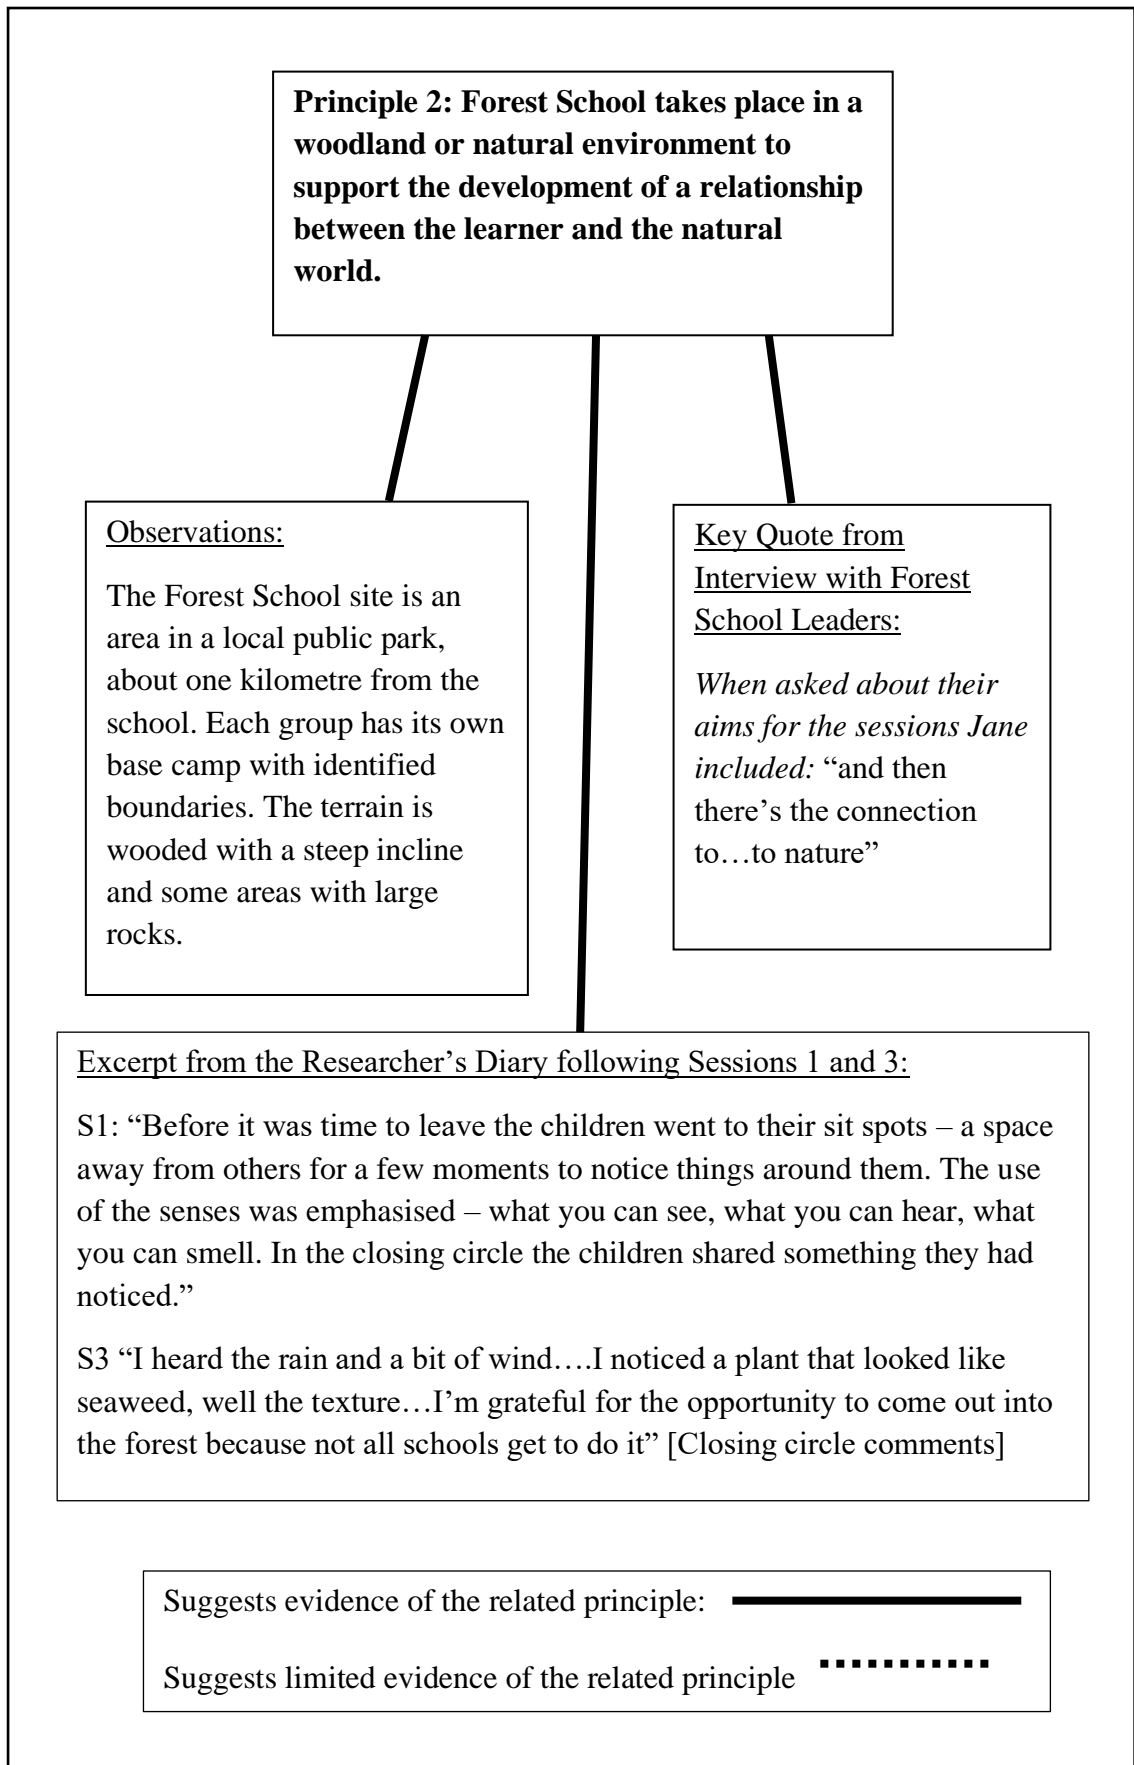 Principle 2: Forest School takes place in a
woodland or natural environment to
support the development of a relationship
between the learner and the natural
world.
Observations:
The Forest School site is an
area in a local public park,
about one kilometre from the
school. Each group has its own
base camp with identified
boundaries. The terrain is
wooded with a steep incline
and some areas with large
rocks.
Key Quote from
Interview with Forest
School Leaders:
When asked about their
aims for the sessions Jane
included: “and then
there’s the connection
to…to nature”
Excerpt from the Researcher’s Diary following Sessions 1 and 3:
S1: “Before it was time to leave the children went to their sit spots – a space
away from others for a few moments to notice things around them. The use
of the senses was emphasised – what you can see, what you can hear, what
you can smell. In the closing circle the children shared something they had
noticed.”
S3 “I heard the rain and a bit of wind….I noticed a plant that looked like
seaweed, well the texture…I’m grateful for the opportunity to come out into
the forest because not all schools get to do it” [Closing circle comments]
Suggests evidence of the related principle:
Suggests limited evidence of the related principle